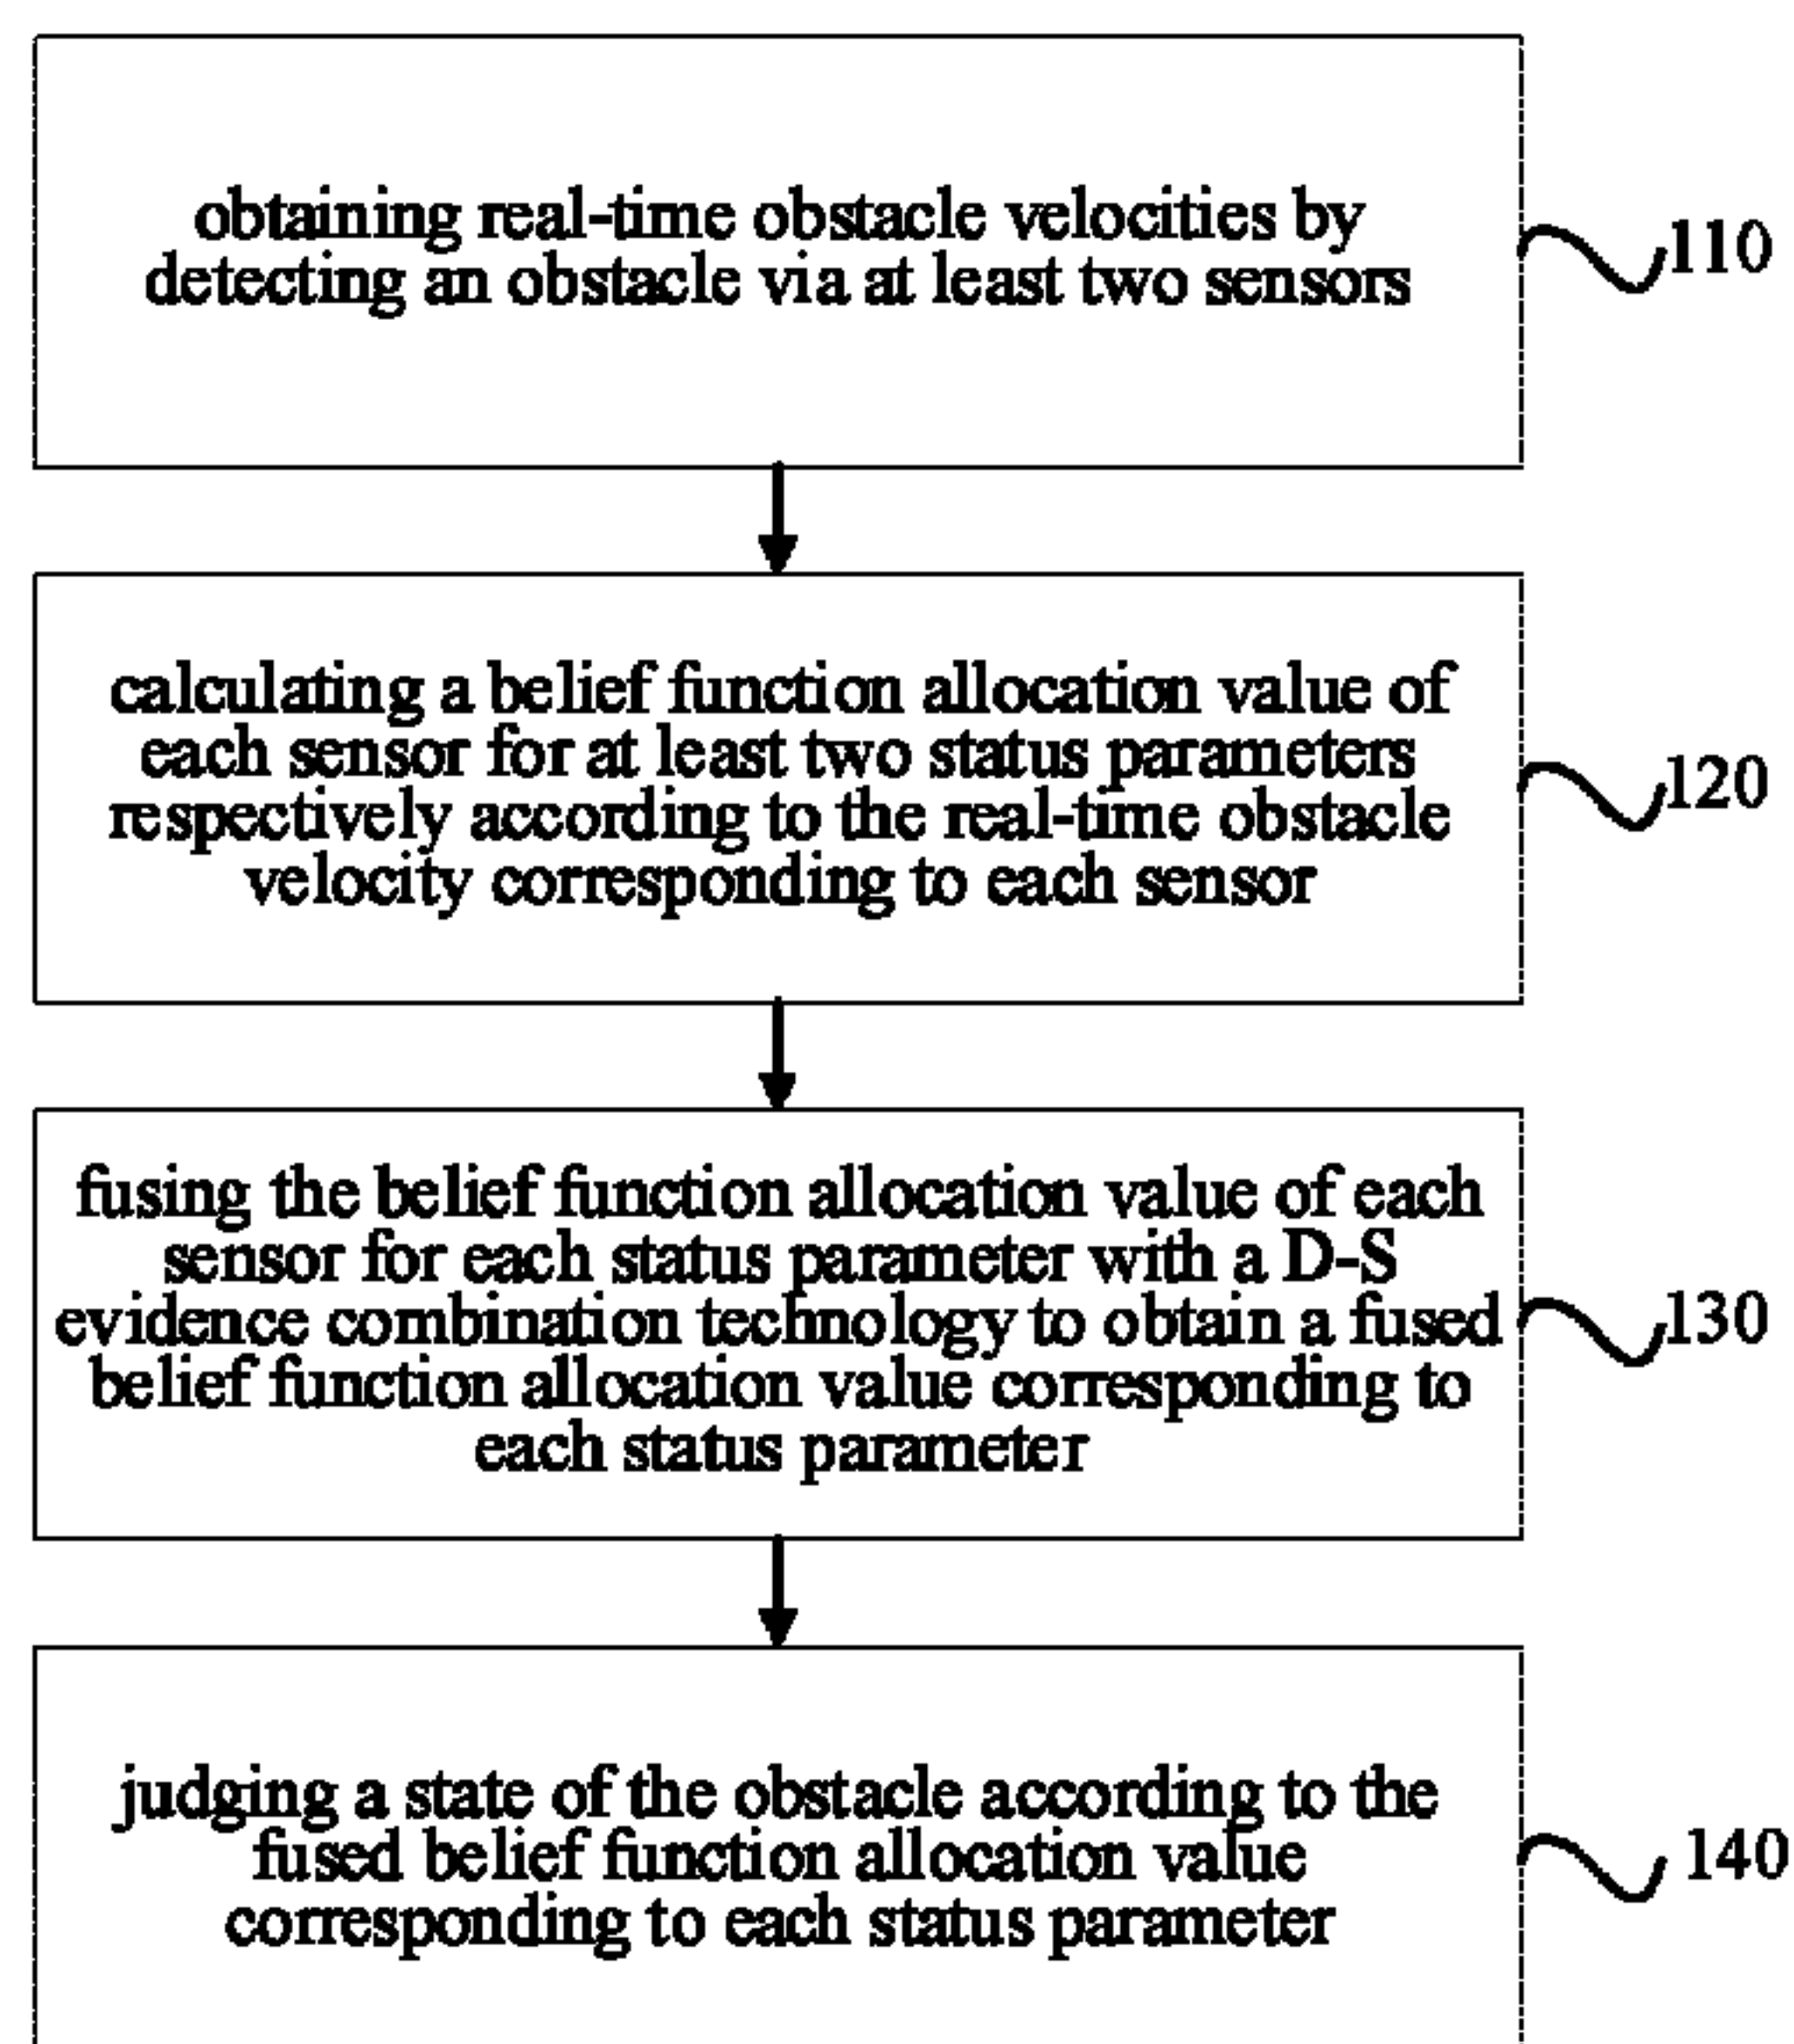 obtaining real-time obstacle velocities by
detecting an obstacle via at least two sensors
110
calculating a belief function allocation value of
each sensor for at least two status parameters
respectively according to the real-time obstacle
velocity corresponding to each sensor
120
fusing the belief function allocation value of each
sensor for each status parameter with a D-S
evidence combination technology to obtain a fused
belief function allocation value corresponding to
each status parameter
130
judging a state of the obstacle according to the
fused belief function allocation value
corresponding to each status parameter
140